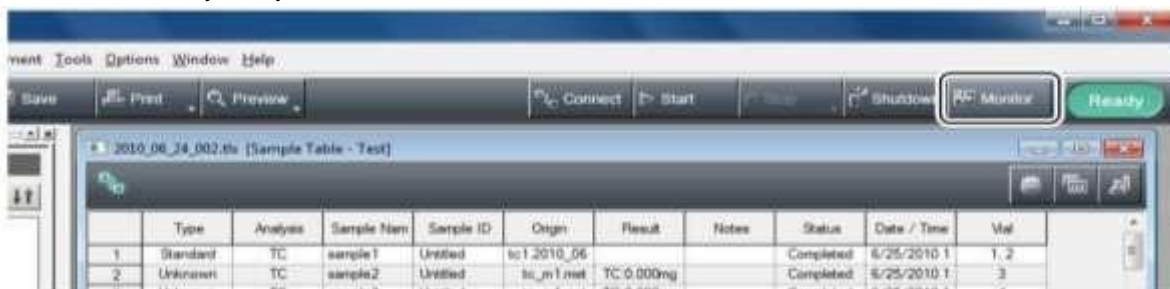 ment Tools Options Window Help
Save Print Preview Connect Start Stop Shutdown Monitor Ready
2010_06_24_002.tlx [Sample Table - Test]
Type Analysis Sample Nam Sample ID Origin Result Notes Status Date / Time Vial
1 Standard TC sample1 Untitled tc1.2010_06 Completed 6/25/2010 1 1, 2
2 Unknown TC sample2 Untitled tc_m1.met TC:0.000mg Completed 6/25/2010 1 3